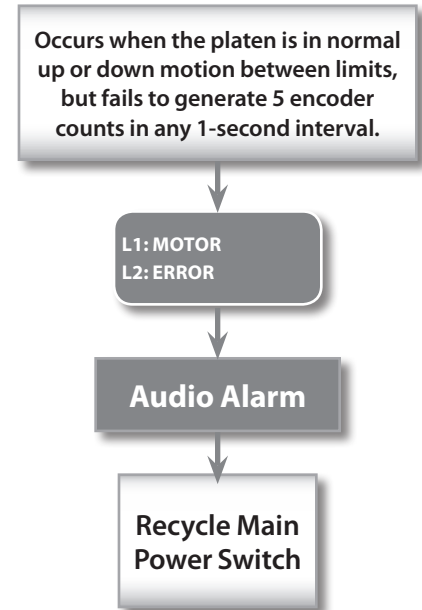 Occurs when the platen is in normal
up or down motion between limits,
but fails to generate 5 encoder
counts in any 1-second interval.
L1: MOTOR
L2: ERROR
Audio Alarm
Recycle Main
Power Switch